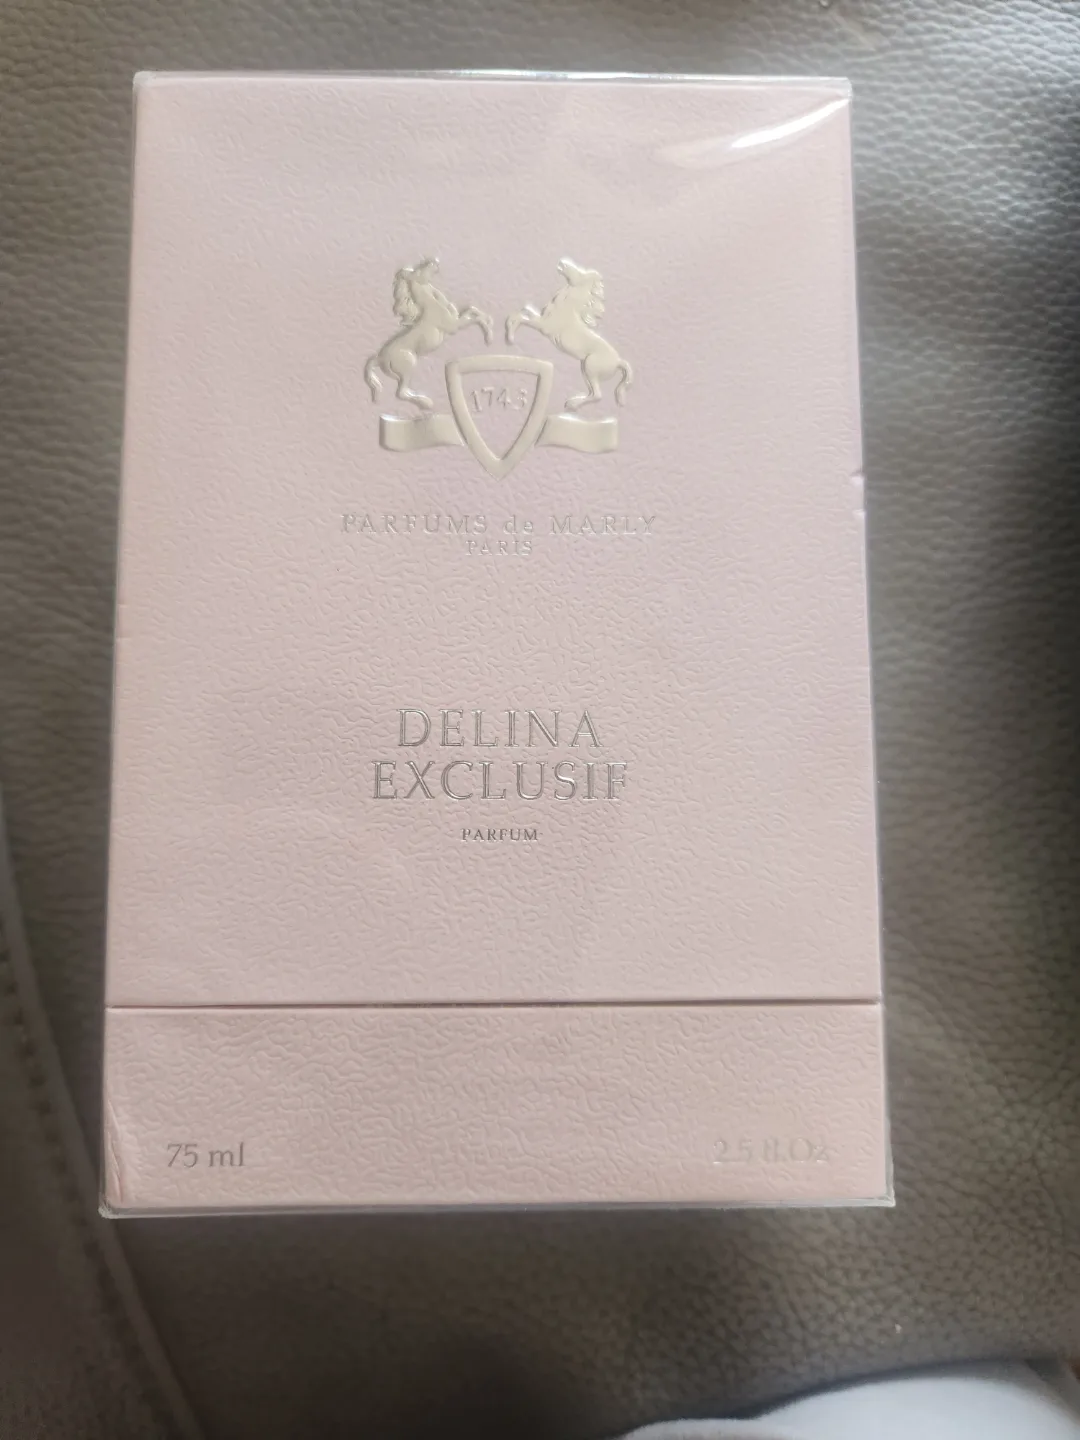 1743
PARFUMS de MARLY
PARIS
DELINA
EXCLUSIF
PARFUM
75 ml
2.5 fl.Oz